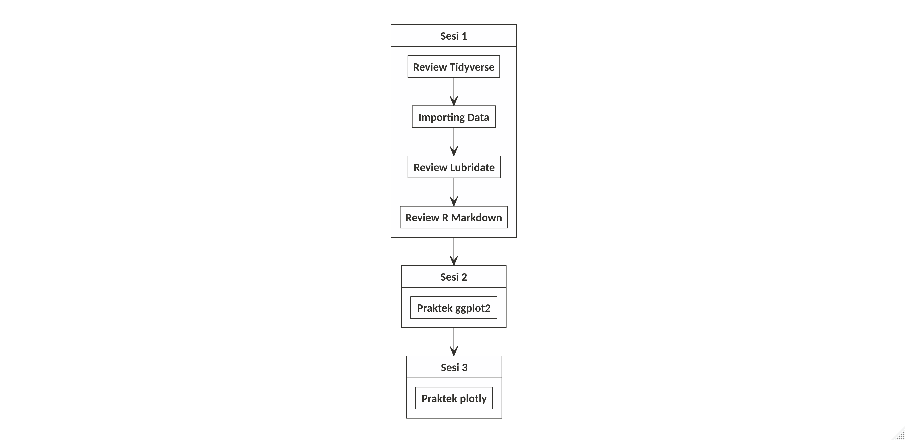 Sesi 1
Review Tidyverse
Importing Data
Review Lubridate
Review R Markdown
Sesi 2
Praktek ggplot2
Sesi 3
Praktek plotly